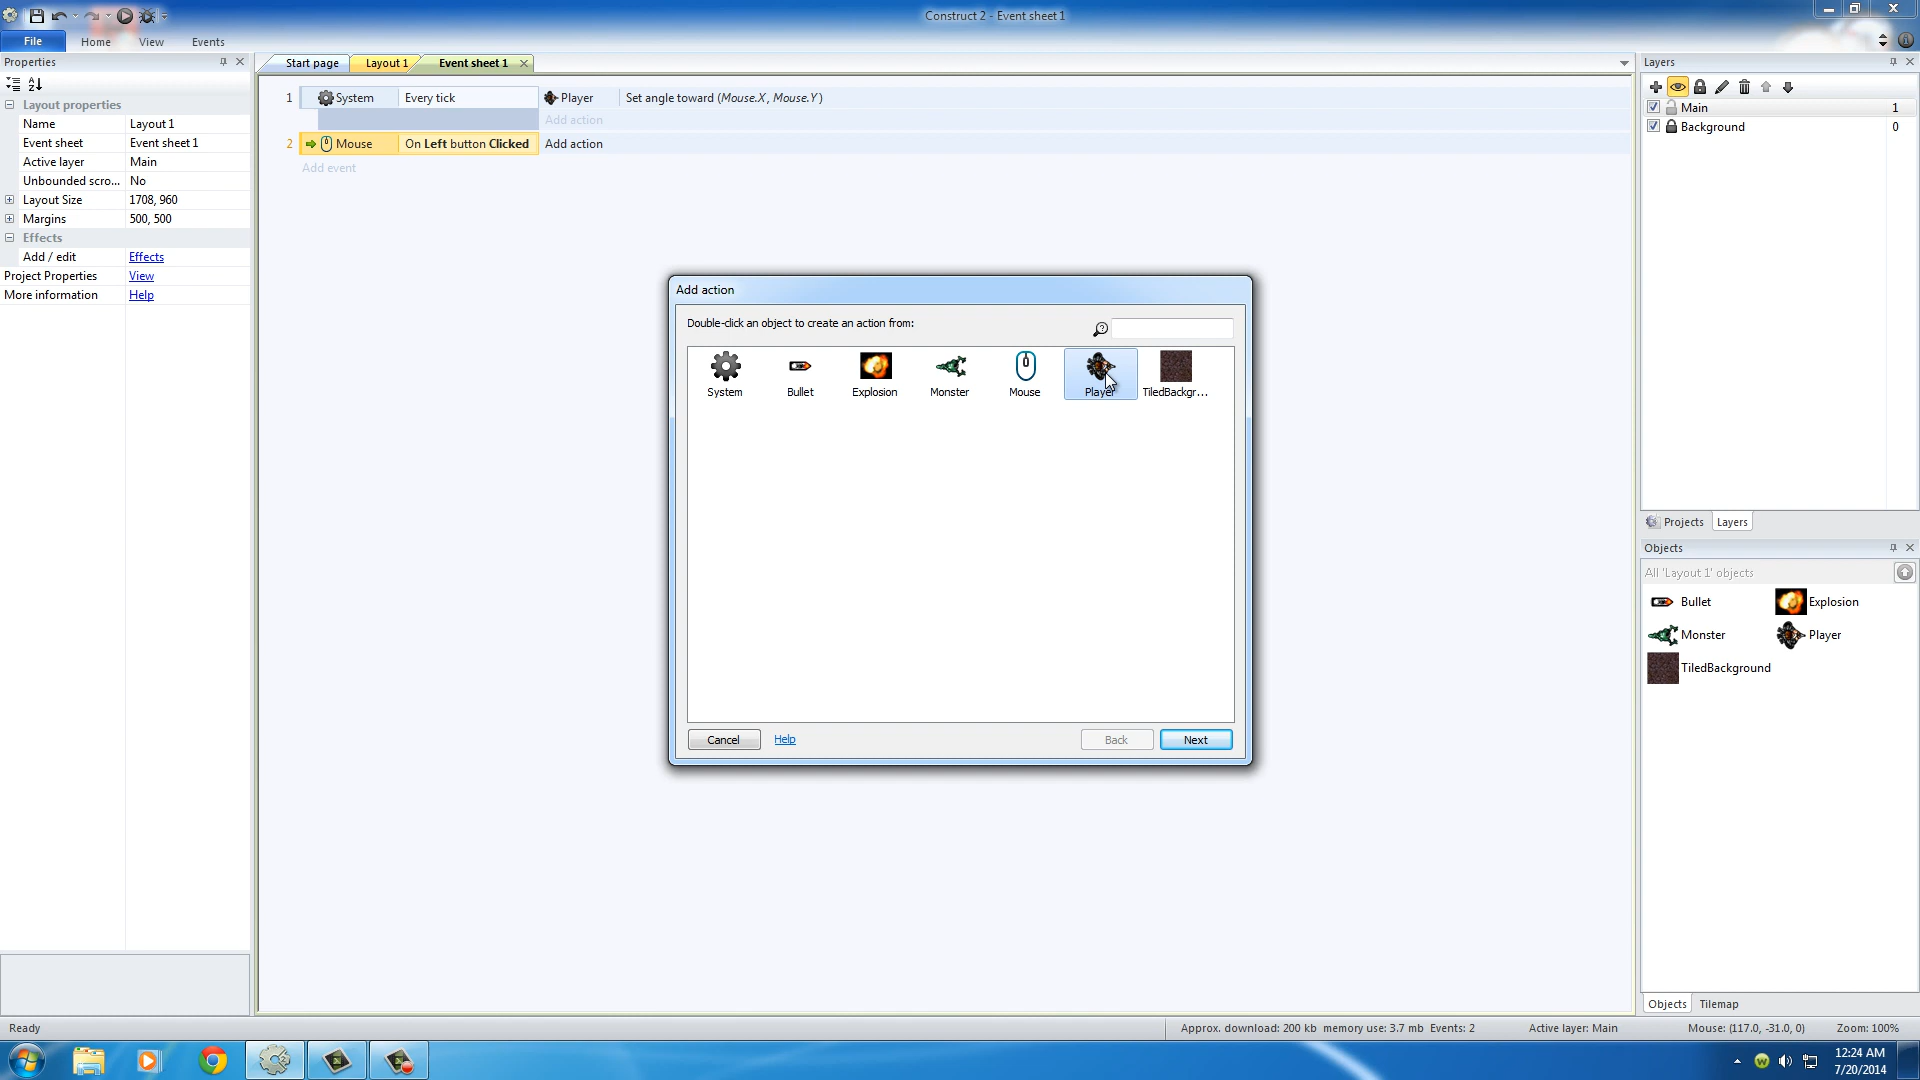 Construct 2 - Event sheet 1
File Home View Events
Properties
Layout properties
Name Layout 1
Event sheet Event sheet 1
Active layer Main
Unbounded scro... No
Layout Size 1708, 960
Margins 500, 500
Effects
Add / edit Effects
Project Properties View
More information Help
Start page Layout 1 Event sheet 1
1 System Every tick Player Set angle toward (Mouse.X, Mouse.Y)
Add action
2 Mouse On Left button Clicked Add action
Add event
Add action
Double-click an object to create an action from:
System Bullet Explosion Monster Mouse Player TiledBackgr...
Cancel Help Back Next
Layers
Main 1
Background 0
Projects Layers
Objects
All 'Layout 1' objects
Bullet Explosion
Monster Player
TiledBackground
Objects Tilemap
Ready Approx. download: 200 kb memory use: 3.7 mb Events: 2 Active layer: Main Mouse: (117.0, -31.0, 0) Zoom: 100%
12:24 AM
7/20/2014